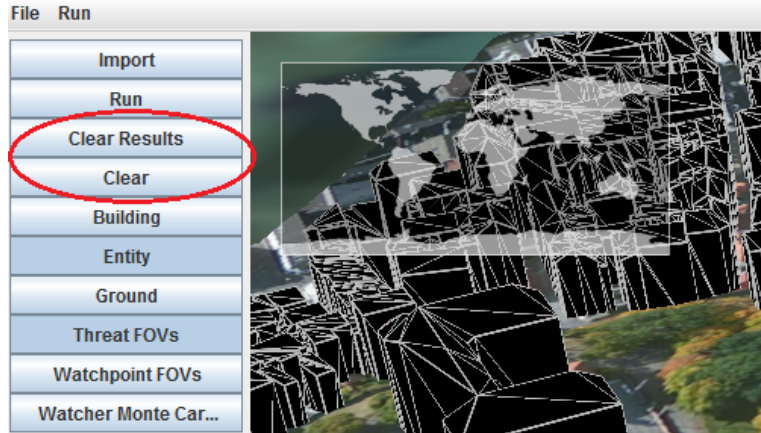 File Run
Import
Run
Clear Results
Clear
Building
Entity
Ground
Threat FOVs
Watchpoint FOVs
Watcher Monte Car...